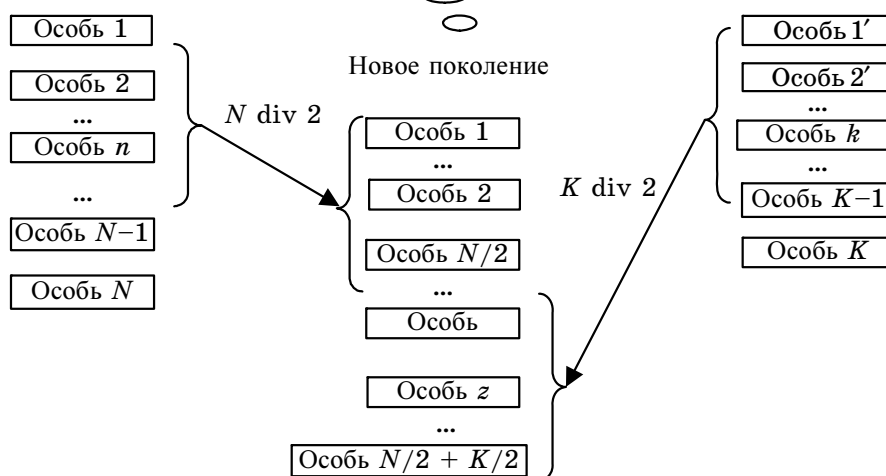 Особь 1
Особь 2
...
Особь n
...
Особь N−1
Особь N
N div 2
Новое поколение
Особь 1
...
Особь 2
Особь N/2
...
Особь
Особь z
...
Особь N/2 + K/2
K div 2
Особь 1′
Особь 2′
...
Особь k
...
Особь K−1
Особь K